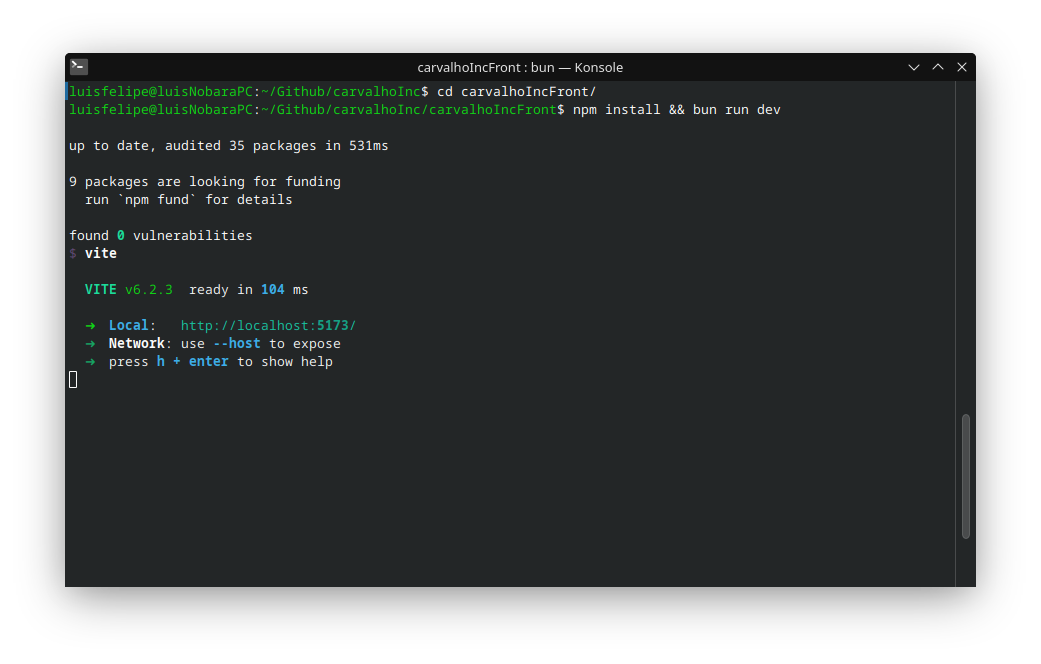 carvalhoIncFront : bun — Konsole
luisfelipe@luisNobaraPC:~/Github/carvalhoInc$ cd carvalhoIncFront/
luisfelipe@luisNobaraPC:~/Github/carvalhoInc/carvalhoIncFront$ npm install && bun run dev
up to date, audited 35 packages in 531ms
9 packages are looking for funding
run `npm fund` for details
found 0 vulnerabilities
$ vite
VITE v6.2.3  ready in 104 ms
➜  Local:   http://localhost:5173/
➜  Network: use --host to expose
➜  press h + enter to show help